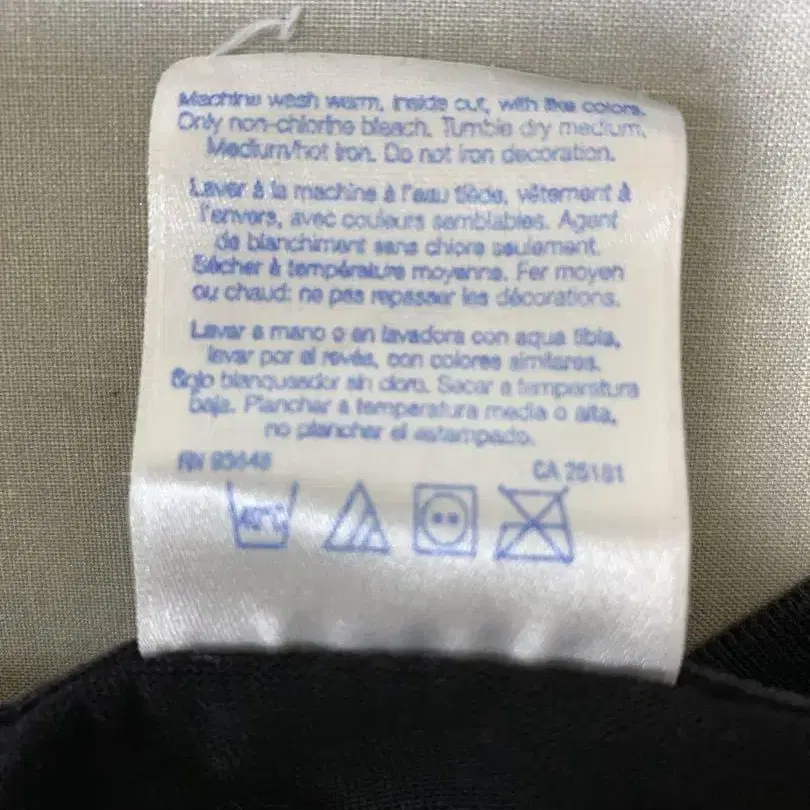 Machine wash warm, inside out, with like colors.
Only non-chlorine bleach. Tumble dry medium.
Medium/hot iron. Do not iron decoration.
Laver à la machine à l'eau tiède, vêtement à
l'envers, avec couleurs semblables. Agent
de blanchiment sans chlore seulement.
Sécher à température moyenne. Fer moyen
ou chaud: ne pas repasser les décorations.
Lavar a mano o en lavadora con aqua tibia,
lavar por el revés, con colores similares.
Solo blanqueador sin cloro. Secar a temperatura
baja. Planchar a temperatura media o alta,
no plancher el estampado.
RN CA 25181
40°C